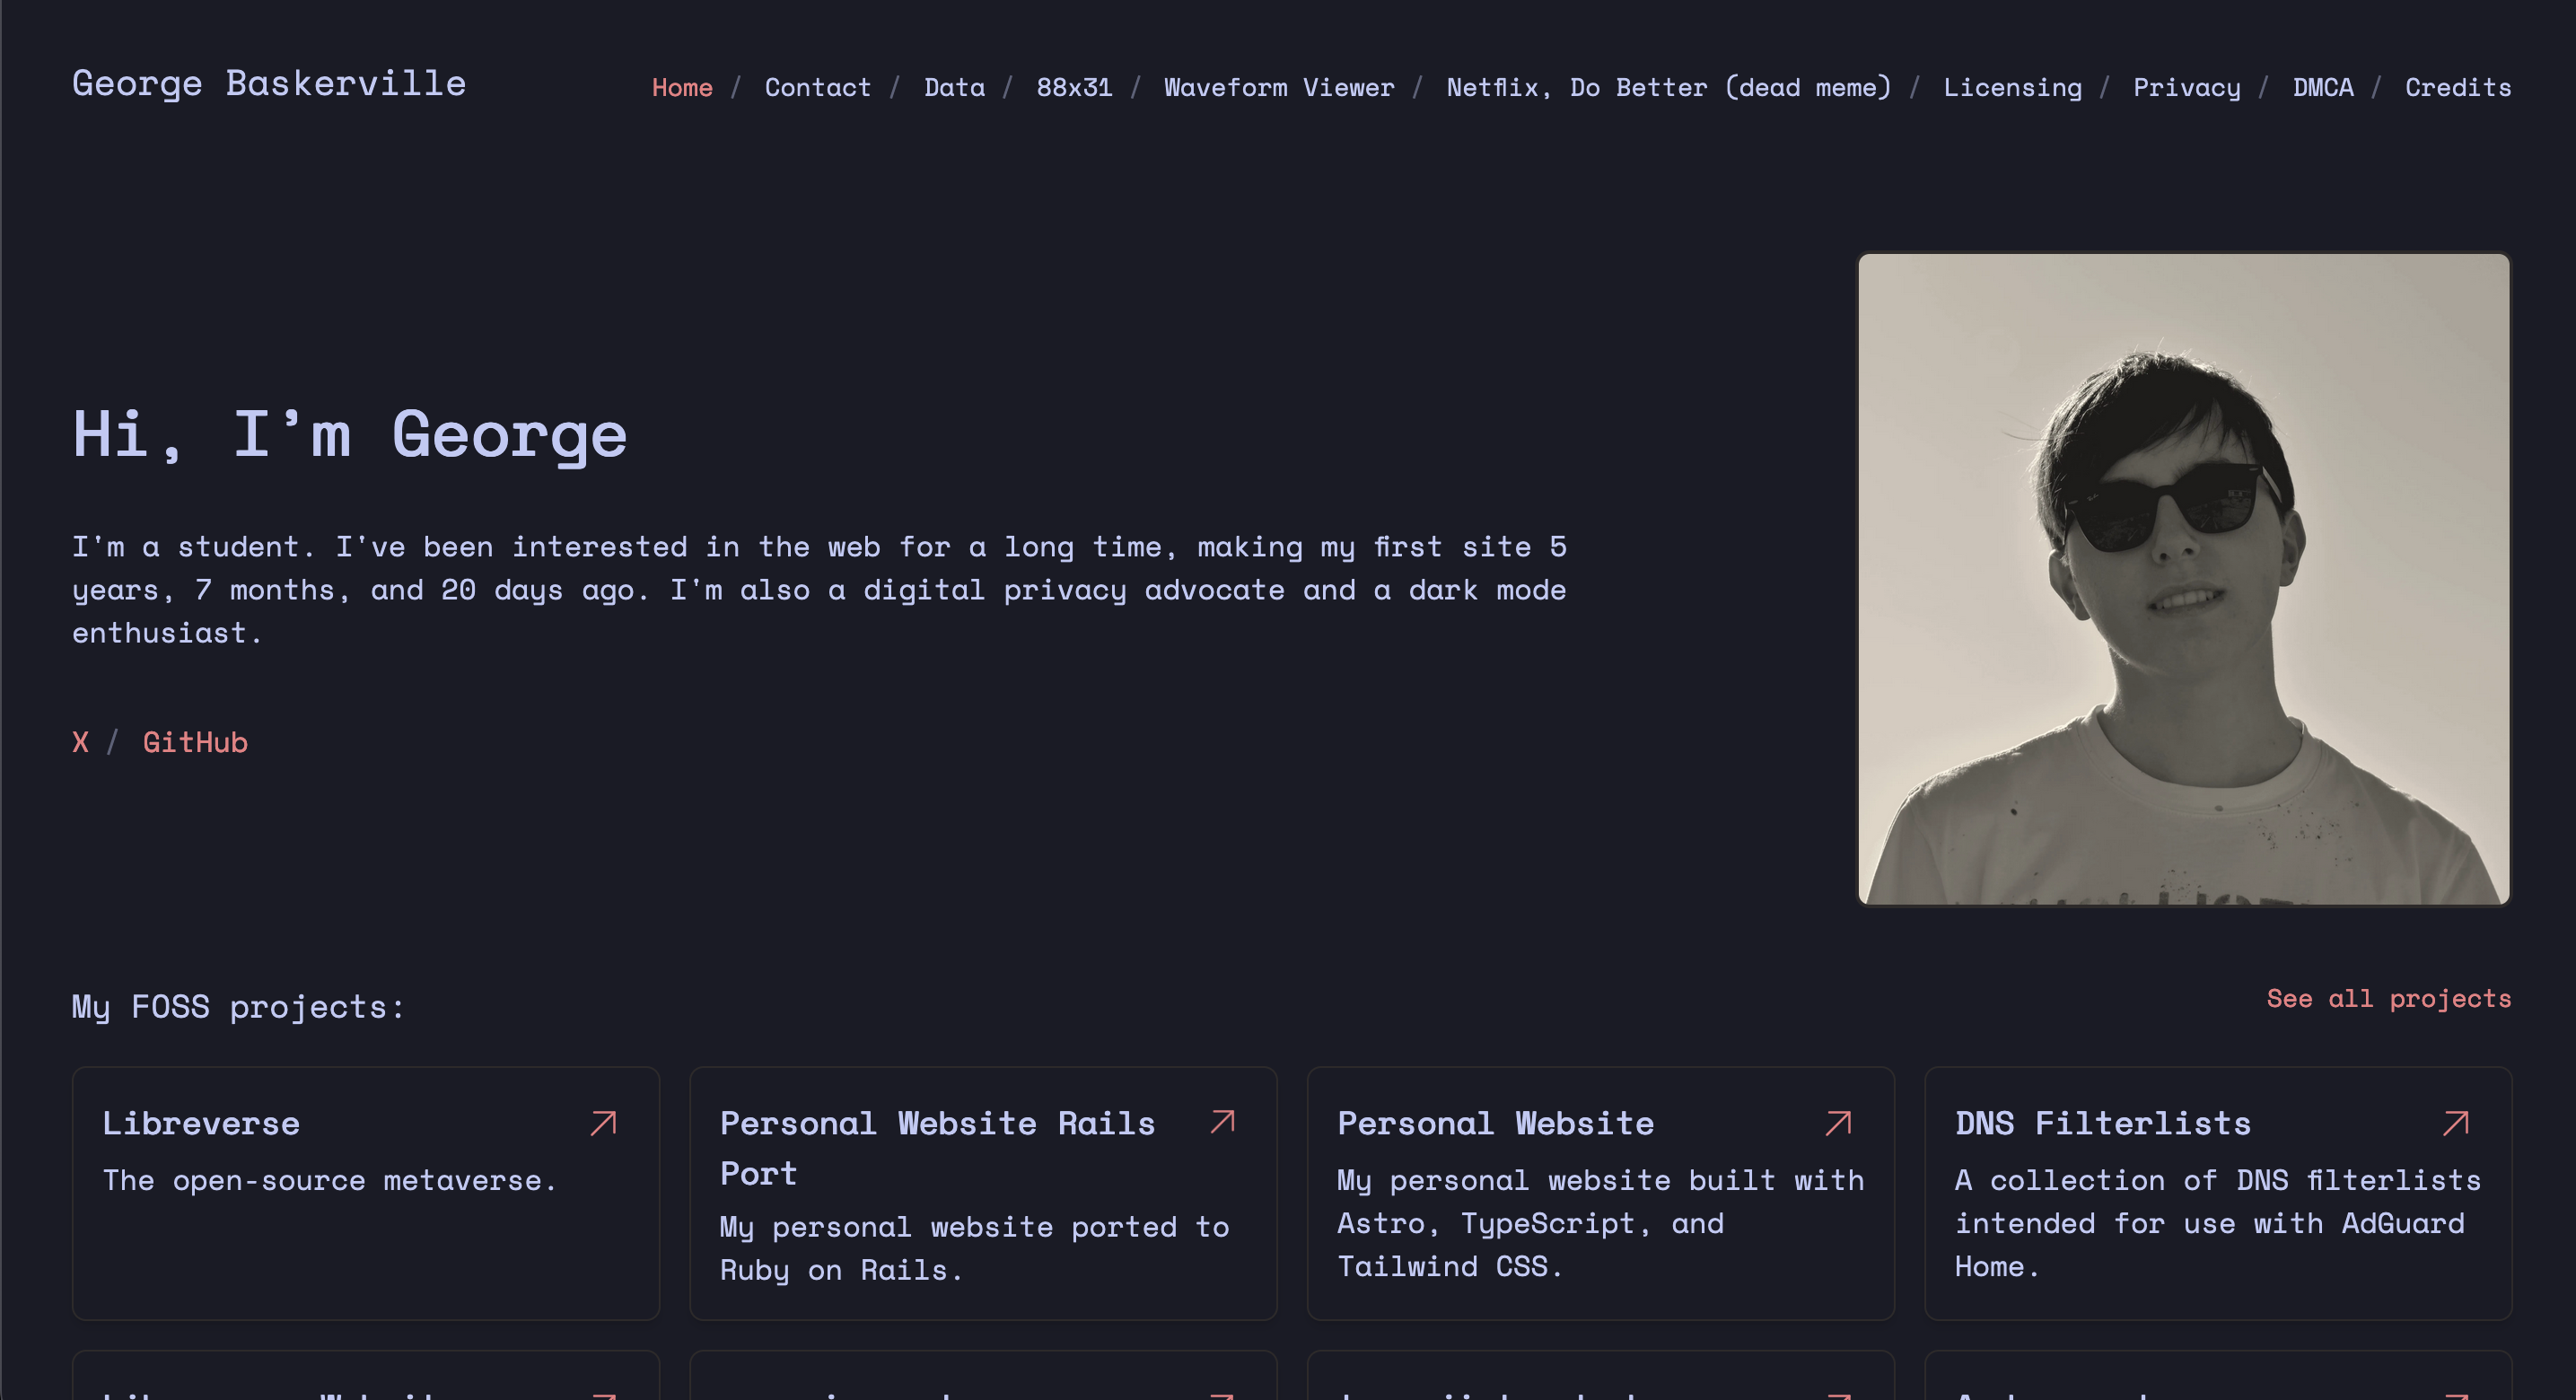 George Baskerville
Home / Contact / Data / 88x31 / Waveform Viewer / Netflix, Do Better (dead meme) / Licensing / Privacy / DMCA / Credits
Hi, I’m George
I'm a student. I've been interested in the web for a long time, making my first site 5
years, 7 months, and 20 days ago. I'm also a digital privacy advocate and a dark mode
enthusiast.
X / GitHub
My FOSS projects:
See all projects
Libreverse
The open-source metaverse.
Personal Website Rails
Port
My personal website ported to
Ruby on Rails.
Personal Website
My personal website built with
Astro, TypeScript, and
Tailwind CSS.
DNS Filterlists
A collection of DNS filterlists
intended for use with AdGuard
Home.